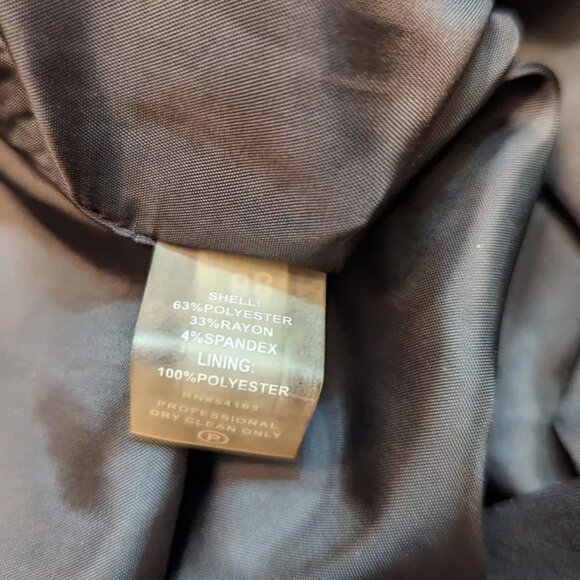 SHELL:
63%POLYESTER
33%RAYON
4%SPANDEX
LINING:
100%POLYESTER
RN#54163
PROFESSIONAL
DRY CLEAN ONLY
P